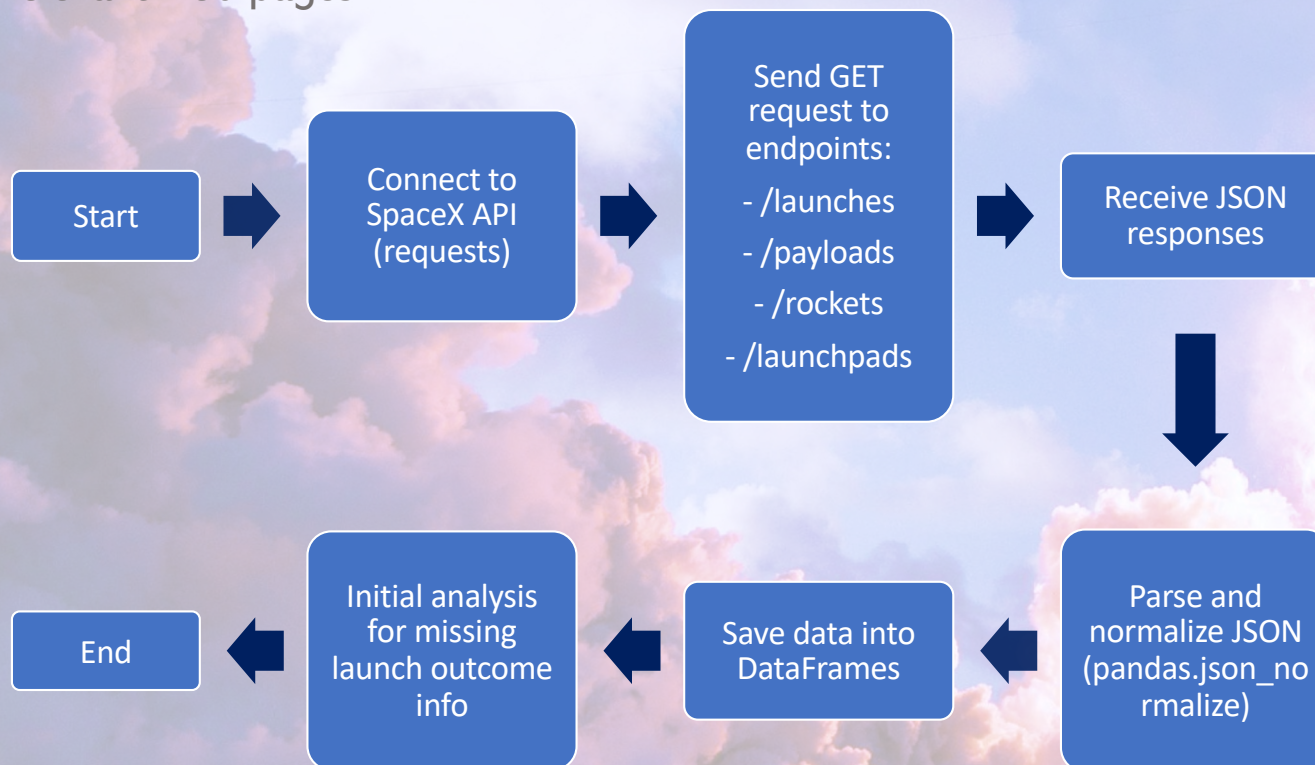 Start
Connect to
SpaceX API
(requests)
Send GET
request to
endpoints:
- /launches
- /payloads
- /rockets
- /launchpads
Receive JSON
responses
Parse and
normalize JSON
(pandas.json_no
rmalize)
Save data into
DataFrames
Initial analysis
for missing
launch outcome
info
End